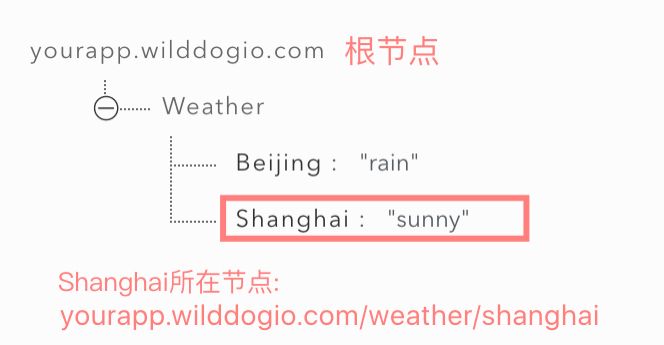 yourapp.wilddogio.com 根节点
Weather
Beijing : "rain"
Shanghai : "sunny"
Shanghai所在节点:
yourapp.wilddogio.com/weather/shanghai